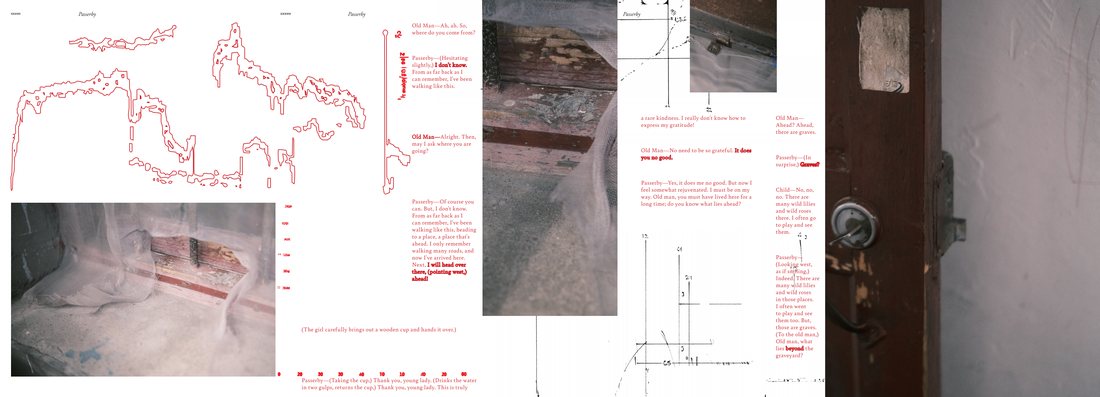 Passerby
Passerby
Old Man—Ah, ah. So,
where do you come from?
Passerby—(Hesitating
slightly,) I don't know.
From as far back as I
can remember, I've been
walking like this.
Old Man—Alright. Then,
may I ask where you are
going?
Passerby—Of course you
can. But, I don't know.
From as far back as I can
remember, I've been
walking like this, heading
to a place, a place that's
ahead. I only remember
walking many roads, and
now I've arrived here.
Next, I will head over
there, (pointing west,)
ahead!
(The girl carefully brings out a wooden cup and hands it over.)
Passerby—(Taking the cup,) Thank you, young lady. (Drinks the water
in two gulps, returns the cup,) Thank you, young lady. This is truly
Passerby
a rare kindness. I really don't know how to
express my gratitude!
Old Man—No need to be so grateful. It does
you no good.
Passerby—Yes, it does me no good. But now I
feel somewhat rejuvenated. I must be on my
way. Old man, you must have lived here for a
long time; do you know what lies ahead?
Old Man—
Ahead? Ahead,
there are graves.
Passerby—(In
surprise,) Graves?
Child—No, no,
no. There are
many wild lilies
and wild roses
there. I often go
to play and see
them.
Passerby—
(Looking west,
as if smiling,)
Indeed. There are
many wild lilies
and wild roses
in those places.
I often went
to play and see
them too. But,
those are graves.
(To the old man,)
Old man, what
lies beyond the
graveyard?